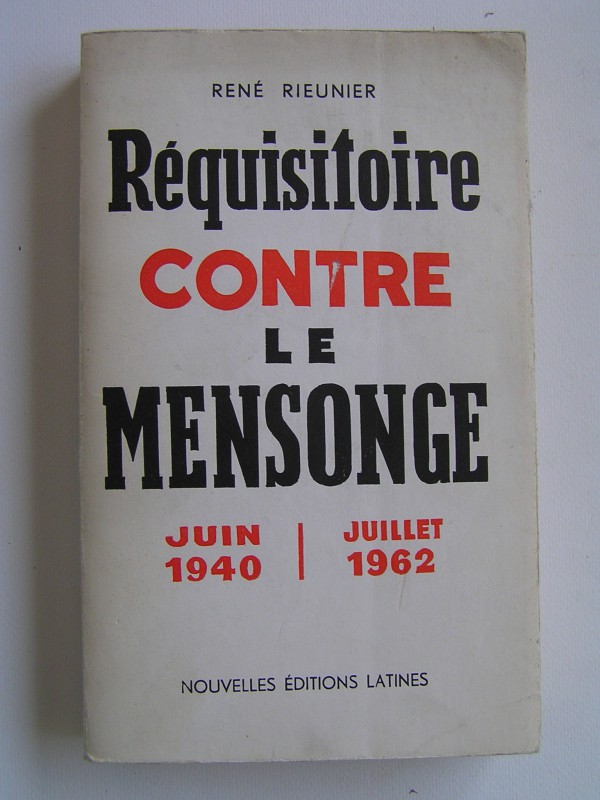 RENÉ RIEUNIER
Réquisitoire
CONTRE
LE
MENSONGE
JUIN 1940 | JUILLET 1962
NOUVELLES ÉDITIONS LATINES